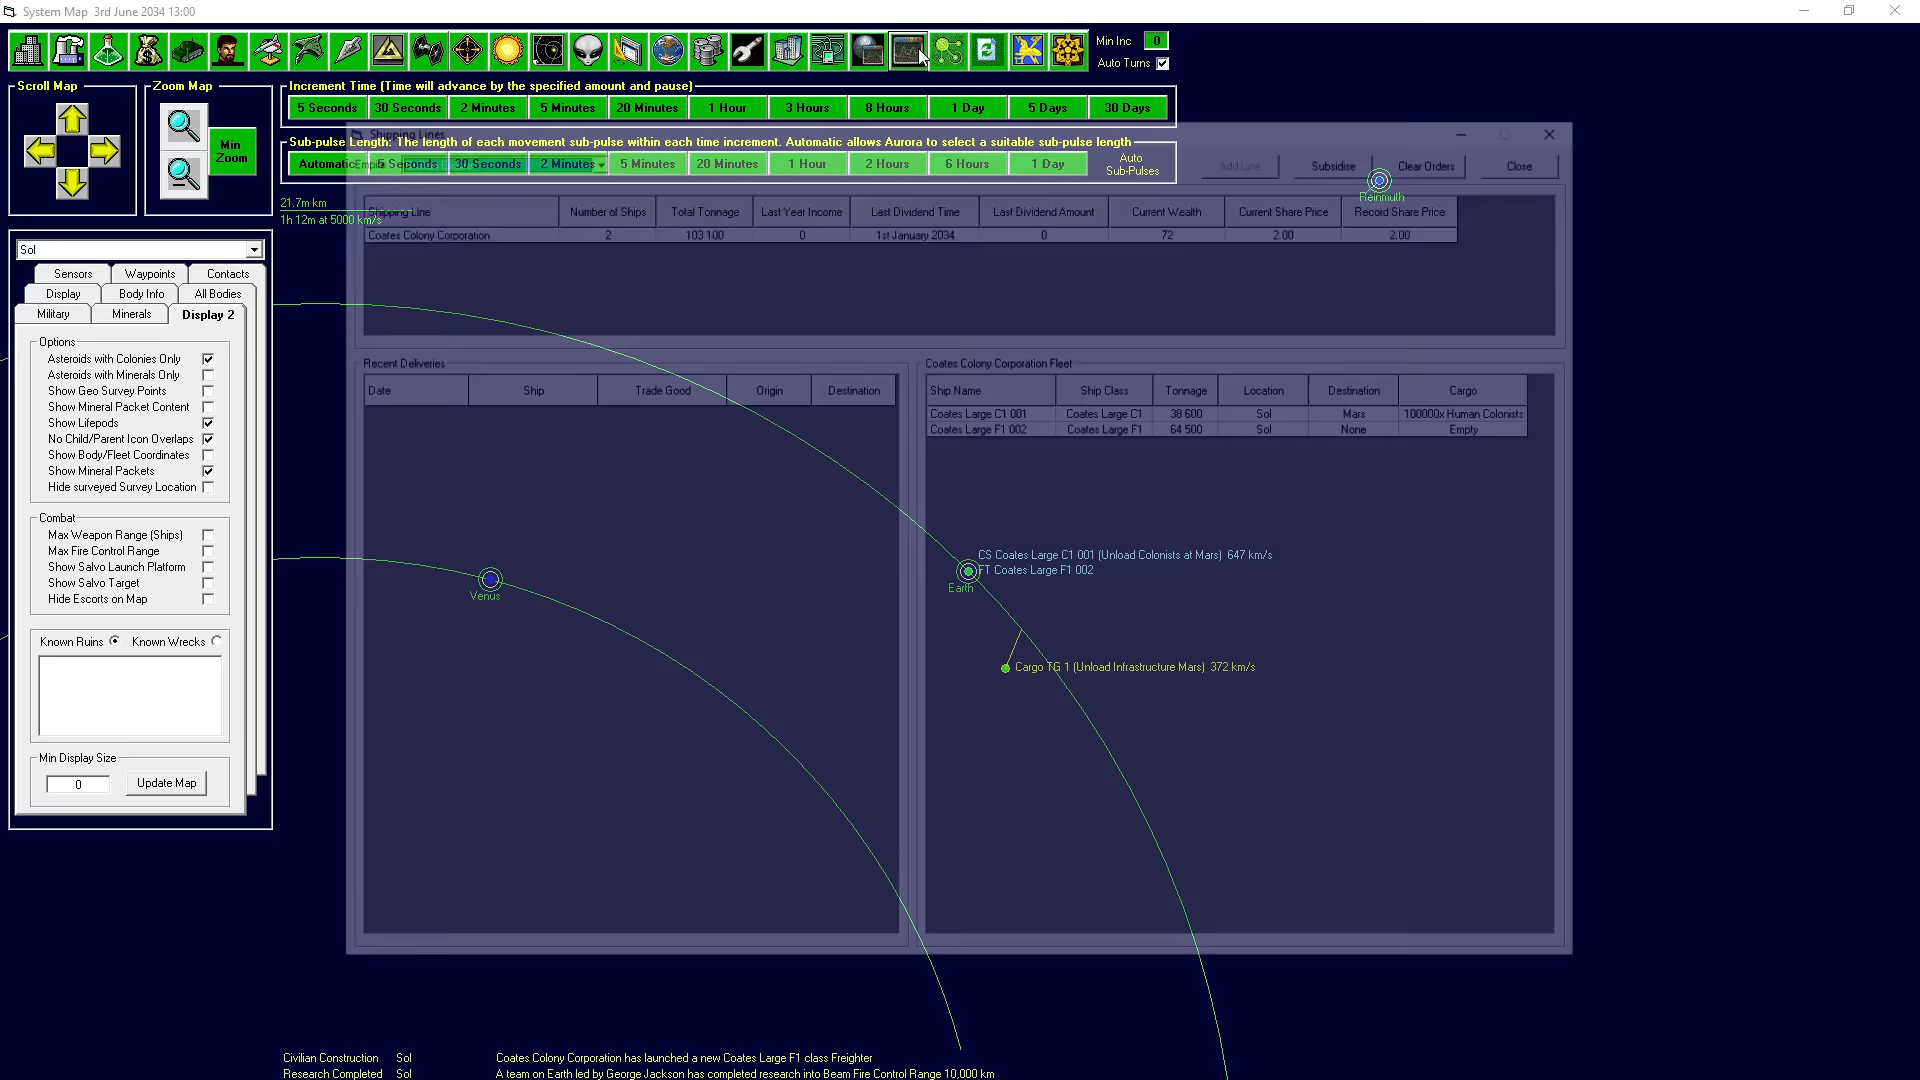 System Map  3rd June 2034 13:00
Min Inc 0
Auto Turns
Scroll Map
Zoom Map
Min Zoom
Increment Time (Time will advance by the specified amount and pause)
5 Seconds 30 Seconds 2 Minutes 5 Minutes 20 Minutes 1 Hour 3 Hours 8 Hours 1 Day 5 Days 30 Days
Shipping Lines
Sub-pulse Length: The length of each movement sub-pulse within each time increment. Automatic allows Aurora to select a suitable sub-pulse length
Automatic 5 Seconds 30 Seconds 2 Minutes 5 Minutes 20 Minutes 1 Hour 2 Hours 6 Hours 1 Day
Auto Sub-Pulses
Add Line Subsidise Clear Orders Close
21.7m km
1h 12m at 5000 km/s
Reinmuth
Shipping Line Number of Ships Total Tonnage Last Year Income Last Dividend Time Last Dividend Amount Current Wealth Current Share Price Record Share Price
Coates Colony Corporation 2 103 100 0 1st January 2034 0 72 2.00 2.00
Sol
Sensors Waypoints Contacts
Display Body Info All Bodies
Military Minerals Display 2
Options
Asteroids with Colonies Only
Asteroids with Minerals Only
Show Geo Survey Points
Show Mineral Packet Content
Show Lifepods
No Child/Parent Icon Overlaps
Show Body/Fleet Coordinates
Show Mineral Packets
Hide surveyed Survey Location
Combat
Max Weapon Range (Ships)
Max Fire Control Range
Show Salvo Launch Platform
Show Salvo Target
Hide Escorts on Map
Known Ruins Known Wrecks
Min Display Size
0 Update Map
Recent Deliveries
Date Ship Trade Good Origin Destination
Coates Colony Corporation Fleet
Ship Name Ship Class Tonnage Location Destination Cargo
Coates Large C1 001 Coates Large C1 38 600 Sol Mars 100000x Human Colonists
Coates Large F1 002 Coates Large F1 64 500 Sol None Empty
Venus
CS Coates Large C1 001 (Unload Colonists at Mars)  647 km/s
FT Coates Large F1 002
Earth
Cargo TG 1 (Unload Infrastructure Mars)  372 km/s
Civilian Construction Sol Coates Colony Corporation has launched a new Coates Large F1 class Freighter
Research Completed Sol A team on Earth led by George Jackson has completed research into Beam Fire Control Range 10,000 km